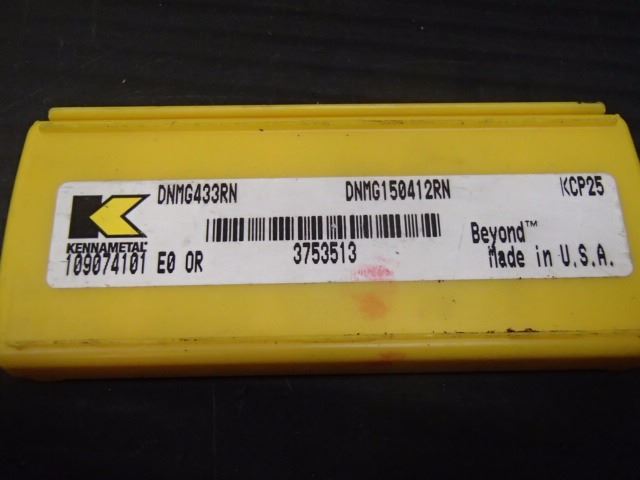 DNMG433RN DNMG150412RN KCP25
KENNAMETAL
109074101 E0 OR 3753513
Beyond™
Made in U.S.A.